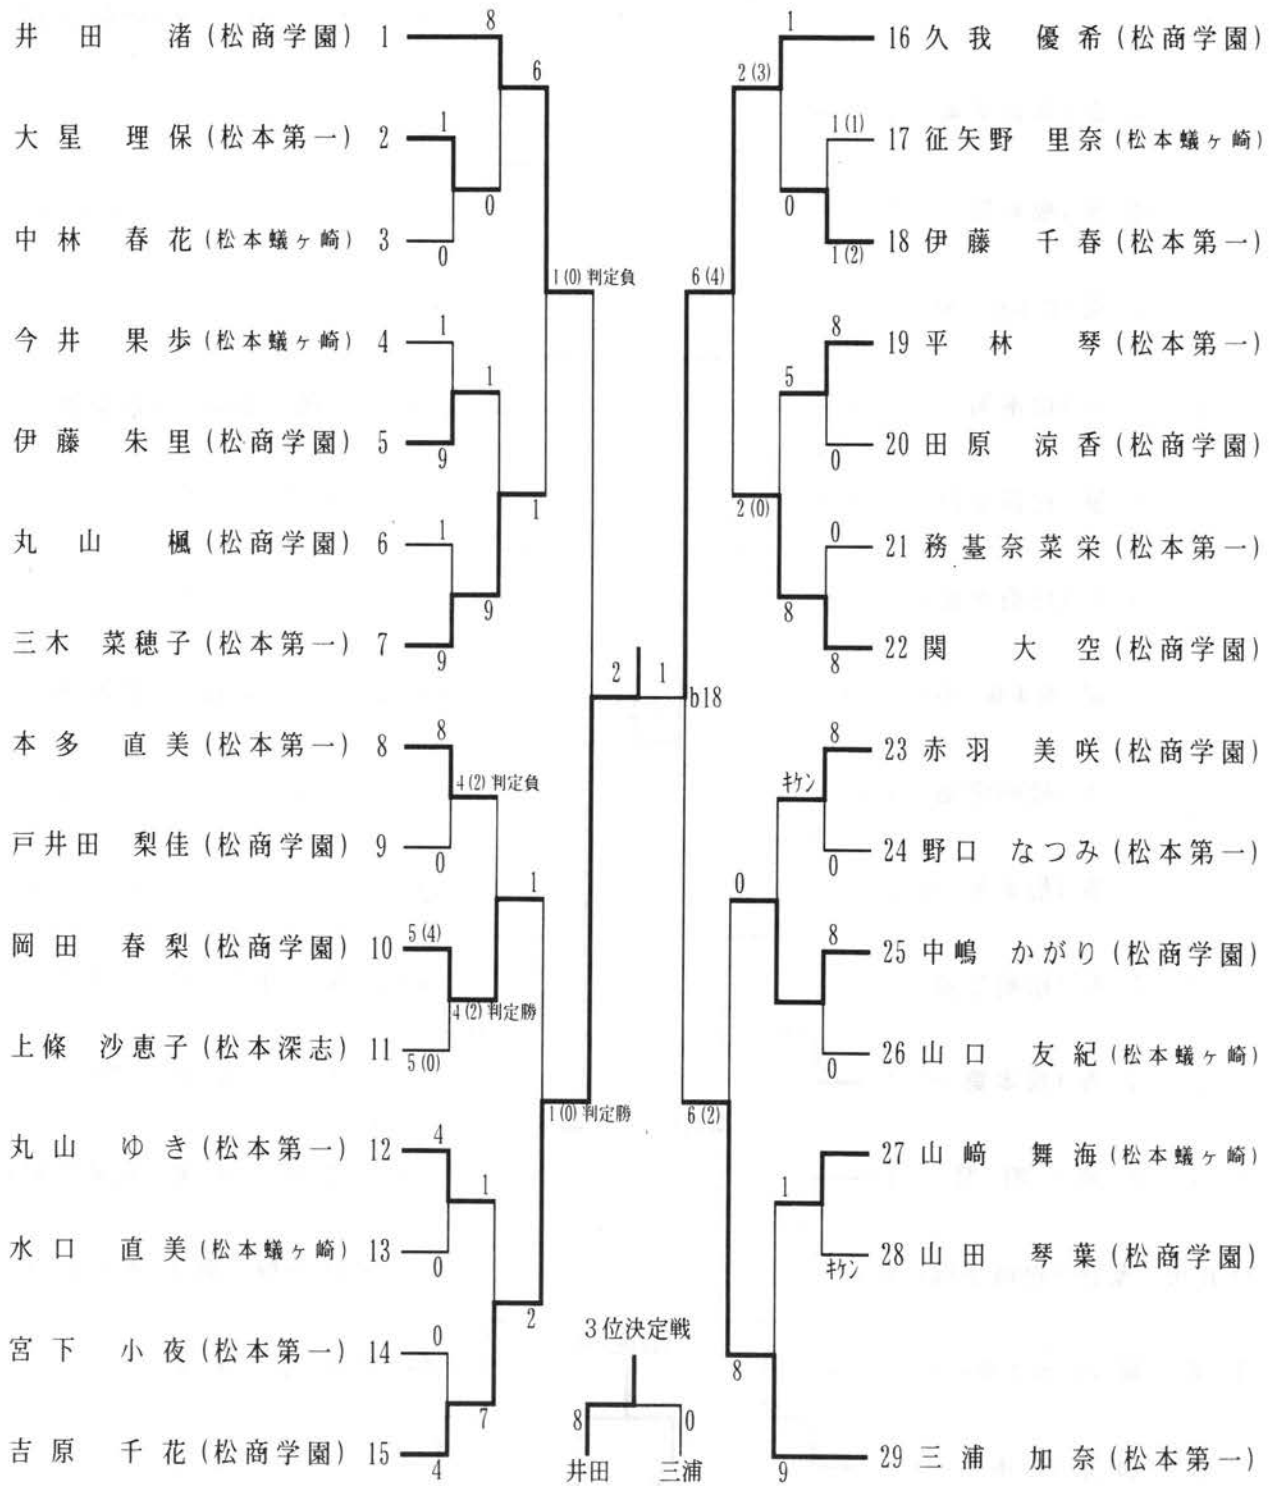 8
井田 渚 (松商学園) 1
6
1
大星 理保 (松本第一) 2
0
中林 春花 (松本蟻ヶ崎) 3
0
1 (0) 判定負
1
今井 果歩 (松本蟻ヶ崎) 4
1
伊藤 朱里 (松商学園) 5
9
1
丸山 楓 (松商学園) 6
1
9
三木 菜穂子 (松本第一) 7
9
8
本多 直美 (松本第一) 8
4 (2) 判定負
戸井田 梨佳 (松商学園) 9
0
1
5 (4)
岡田 春梨 (松商学園) 10
4 (2) 判定勝
上條 沙恵子 (松本深志) 11
5 (0)
1 (0) 判定勝
4
丸山 ゆき (松本第一) 12
1
水口 直美 (松本蟻ヶ崎) 13
0
2
0
宮下 小夜 (松本第一) 14
7
吉原 千花 (松商学園) 15
4
2 1
b18
1
16 久我 優希 (松商学園)
2 (3)
1 (1)
17 征矢野 里奈 (松本蟻ヶ崎)
0
18 伊藤 千春 (松本第一)
1 (2)
6 (4)
8
19 平林 琴 (松本第一)
5
20 田原 涼香 (松商学園)
0
2 (0)
0
21 務臺奈菜栄 (松本第一)
8
22 関 大空 (松商学園)
8
8
23 赤羽 美咲 (松商学園)
キケン
24 野口 なつみ (松本第一)
0
0
8
25 中嶋 かがり (松商学園)
26 山口 友紀 (松本蟻ヶ崎)
0
6 (2)
27 山﨑 舞海 (松本蟻ヶ崎)
1
28 山田 琴葉 (松商学園)
キケン
8
29 三浦 加奈 (松本第一)
9
3位決定戦
8 0
井田 三浦